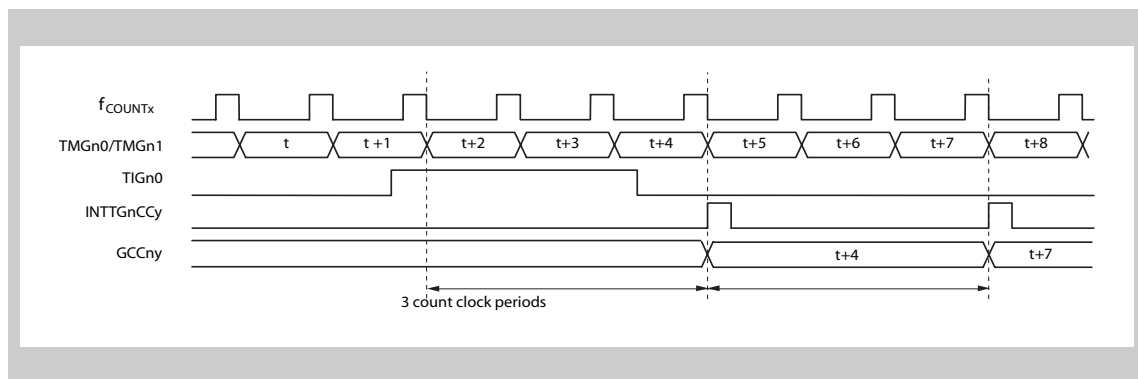 fCOUNTx
TMGn0/TMGn1 t t +1 t+2 t+3 t+4 t+5 t+6 t+7 t+8
TIGn0
INTTGnCCy
GCCny t+4 t+7
3 count clock periods